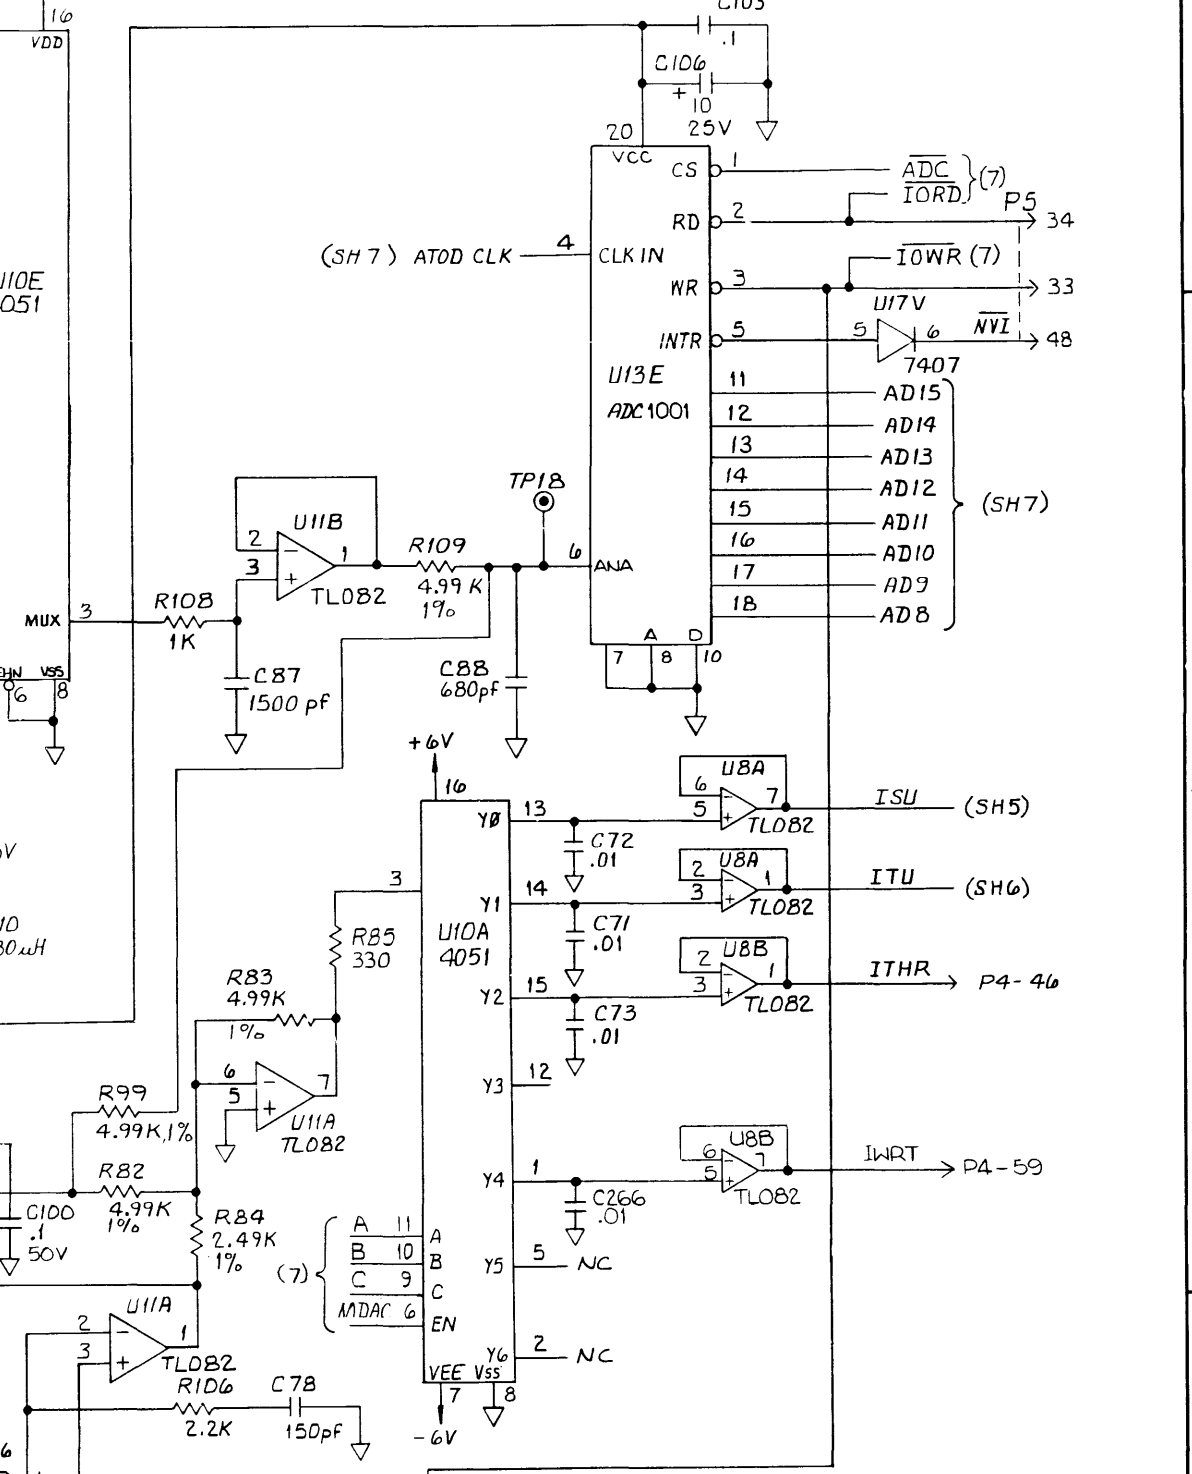 16
VDD
C103
.1
C106
+
10
25V
20
VCC
CS
1
ADC
IORD
(7)
RD
2
P5
34
(SH7) ATOD CLK
4
CLK IN
IOWR (7)
WR
3
33
U17V
INTR
5
5
6
NVI
48
7407
U10E
4051
U13E
ADC1001
11
AD15
12
AD14
13
AD13
14
AD12
15
AD11
16
AD10
17
AD9
18
AD8
(SH7)
TP18
U11B
2
-
3
+
1
TL082
R109
4.99K
1%
6
ANA
R108
1K
MUX
3
C87
1500pf
C88
680pf
A
D
7
8
10
VSS
6
8
+6V
16
Y0
13
C72
.01
U8A
6
-
5
+
7
TL082
ISU
(SH5)
3
14
Y1
C71
.01
U8A
2
-
3
+
1
TL082
ITU
(SH6)
U10A
4051
R85
330
Y2
15
C73
.01
U8B
2
-
3
+
1
TL082
ITHR
P4-46
R83
4.99K
1%
6
-
5
+
7
U11A
TL082
Y3
12
R99
4.99K,1%
R82
4.99K
1%
Y4
1
C266
.01
U8B
6
-
5
+
7
TL082
IWRT
P4-59
C100
.1
50V
R84
2.49K
1%
(7)
A
11
A
B
10
B
C
9
C
MDAC
6
EN
Y5
5
NC
Y6
2
NC
VEE
VSS
7
8
-6V
U11A
2
-
3
+
1
TL082
R106
2.2K
C78
150pf